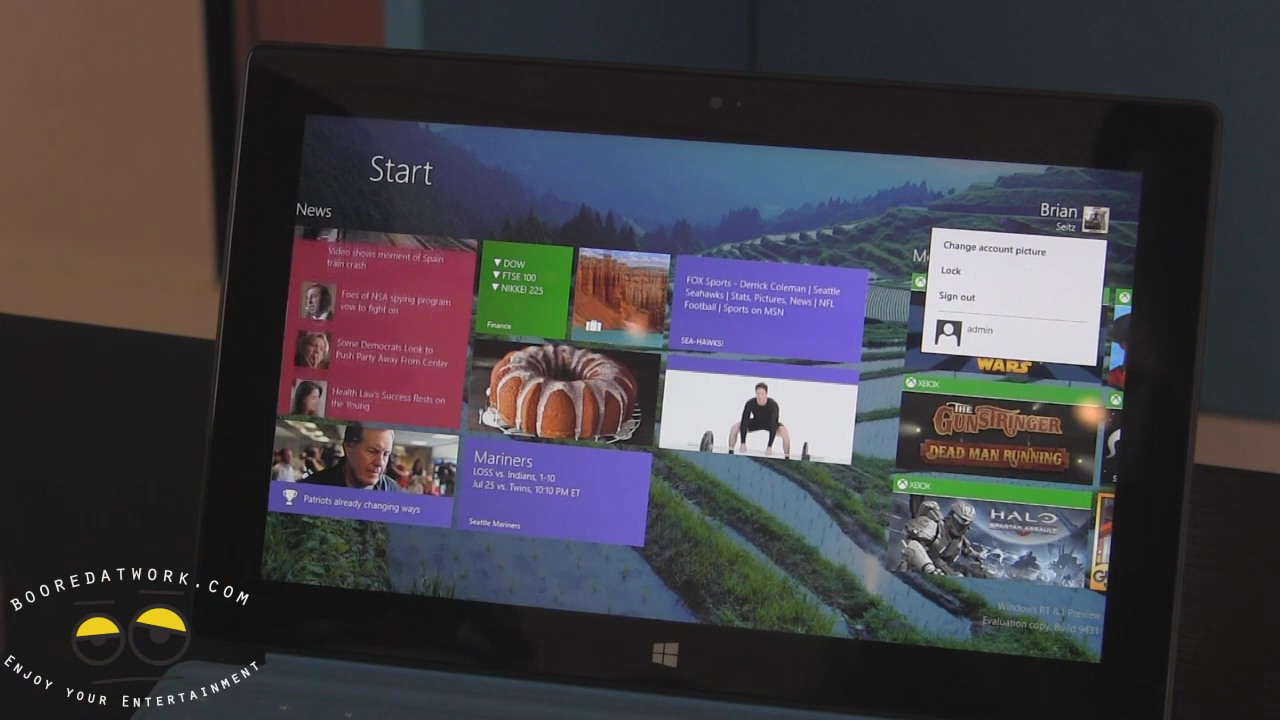 Start
Brian
Seitz
Change account picture
Lock
Sign out
admin
News
Video shows moment of Spain
train crash
Foes of NSA spying program
vow to fight on
Some Democrats Look to
Push Party Away From Center
Health Law's Success Rests on
the Young
Patriots already changing ways
▼ DOW
▼ FTSE 100
▼ NIKKEI 225
Finance
FOX Sports - Derrick Coleman | Seattle
Seahawks | Stats, Pictures, News | NFL
Football | Sports on MSN
SEA-HAWKS!
Mariners
LOSS vs. Indians, 1-10
Jul 25 vs. Twins, 10:10 PM ET
Seattle Mariners
WARS
XBOX
THE
GUNSTRINGER
DEAD MAN RUNNING
XBOX
HALO
SPARTAN ASSAULT
Windows RT 8.1 Preview
Evaluation copy. Build 9431
BOOREDATWORK.COM
ENJOY YOUR ENTERTAINMENT